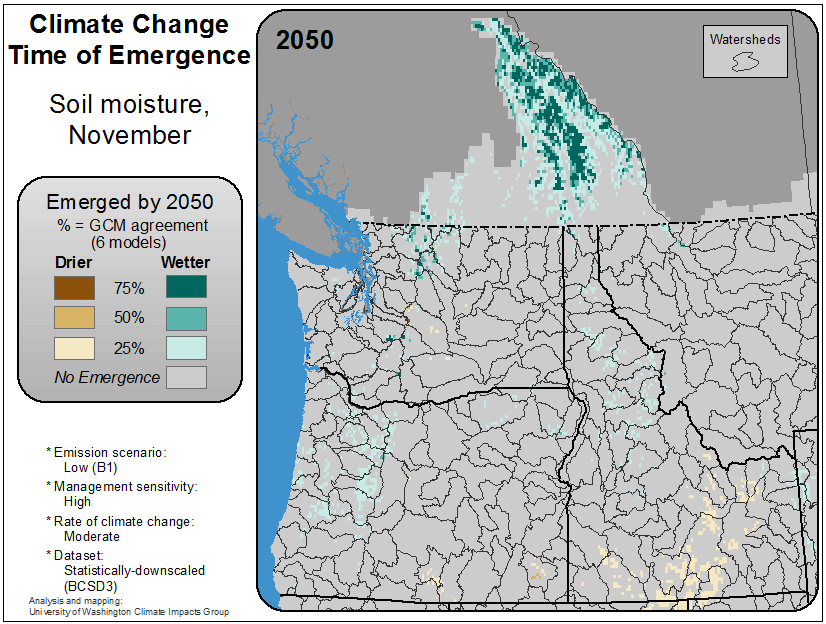 Climate Change
Time of Emergence
Soil moisture,
November
Emerged by 2050
% = GCM agreement
(6 models)
Drier
Wetter
75%
50%
25%
No Emergence
* Emission scenario:
Low (B1)
* Management sensitivity:
High
* Rate of climate change:
Moderate
* Dataset:
Statistically-downscaled
(BCSD3)
Analysis and mapping:
University of Washington Climate Impacts Group
2050
Watersheds